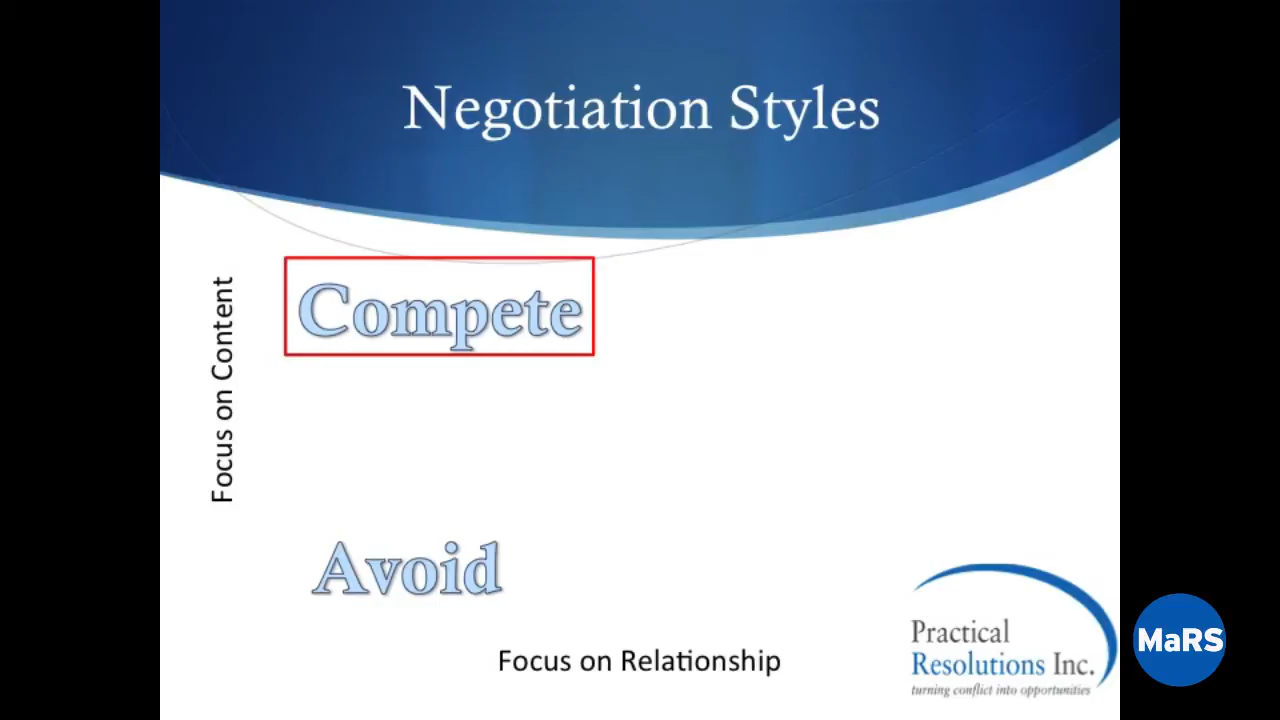 Negotiation Styles
Compete
Focus on Content
Avoid
Focus on Relationship
Practical
Resolutions Inc.
turning conflict into opportunities
MaRS